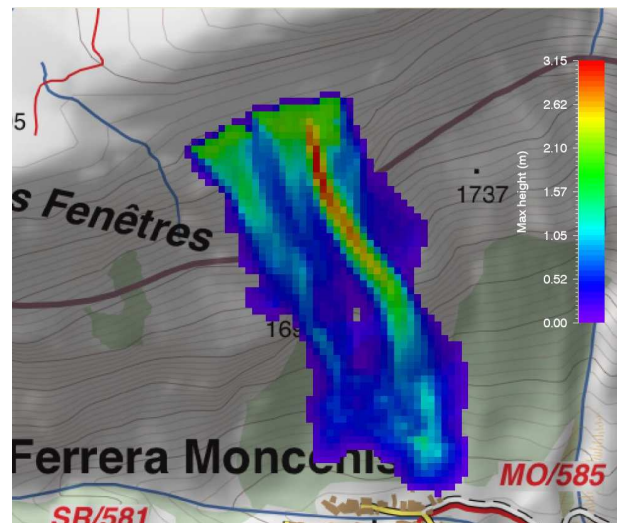 3.15
2.62
2.10
1.57
1.05
0.52
0.00
Max height (m)
5
1737
s Fenêtres
169
Ferrera Moncenis
MO/585
SR/581